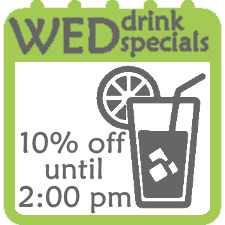 WED drink specials
10% off
until
2:00 pm